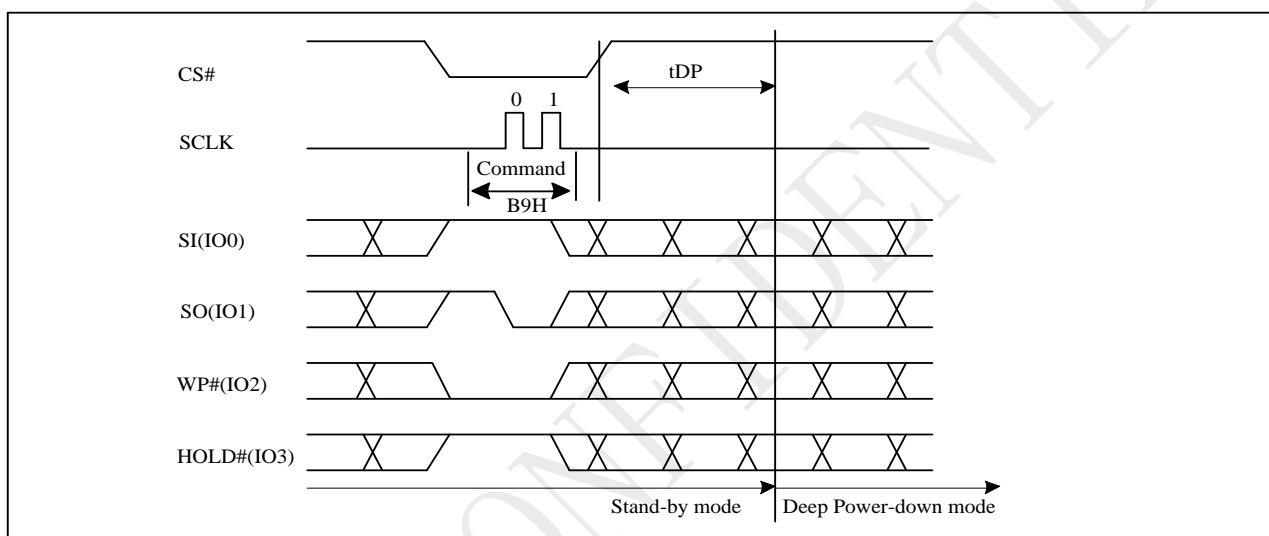 CS#
tDP
0 1
SCLK
Command
B9H
SI(IO0)
SO(IO1)
WP#(IO2)
HOLD#(IO3)
Stand-by mode
Deep Power-down mode